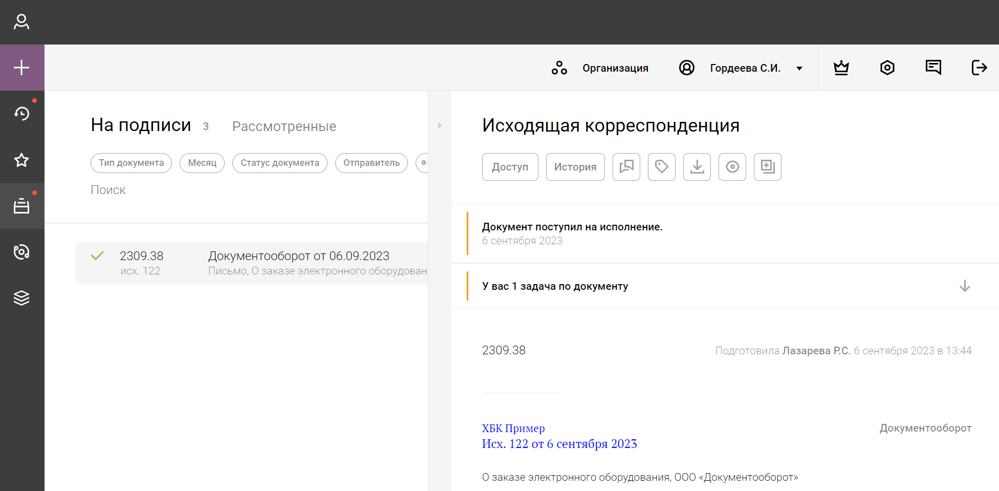 Организация
Гордеева С.И.
На подписи 3 Рассмотренные
Тип документа Месяц Статус документа Отправитель
Поиск
2309.38 Документооборот от 06.09.2023
исх. 122 Письмо, О заказе электронного оборудован
Исходящая корреспонденция
Доступ История
Документ поступил на исполнение.
6 сентября 2023
У вас 1 задача по документу
2309.38 Подготовила Лазарева Р.С. 6 сентября 2023 в 13:44
ХБК Пример Документооборот
Исх. 122 от 6 сентября 2023
О заказе электронного оборудования, ООО «Документооборот»